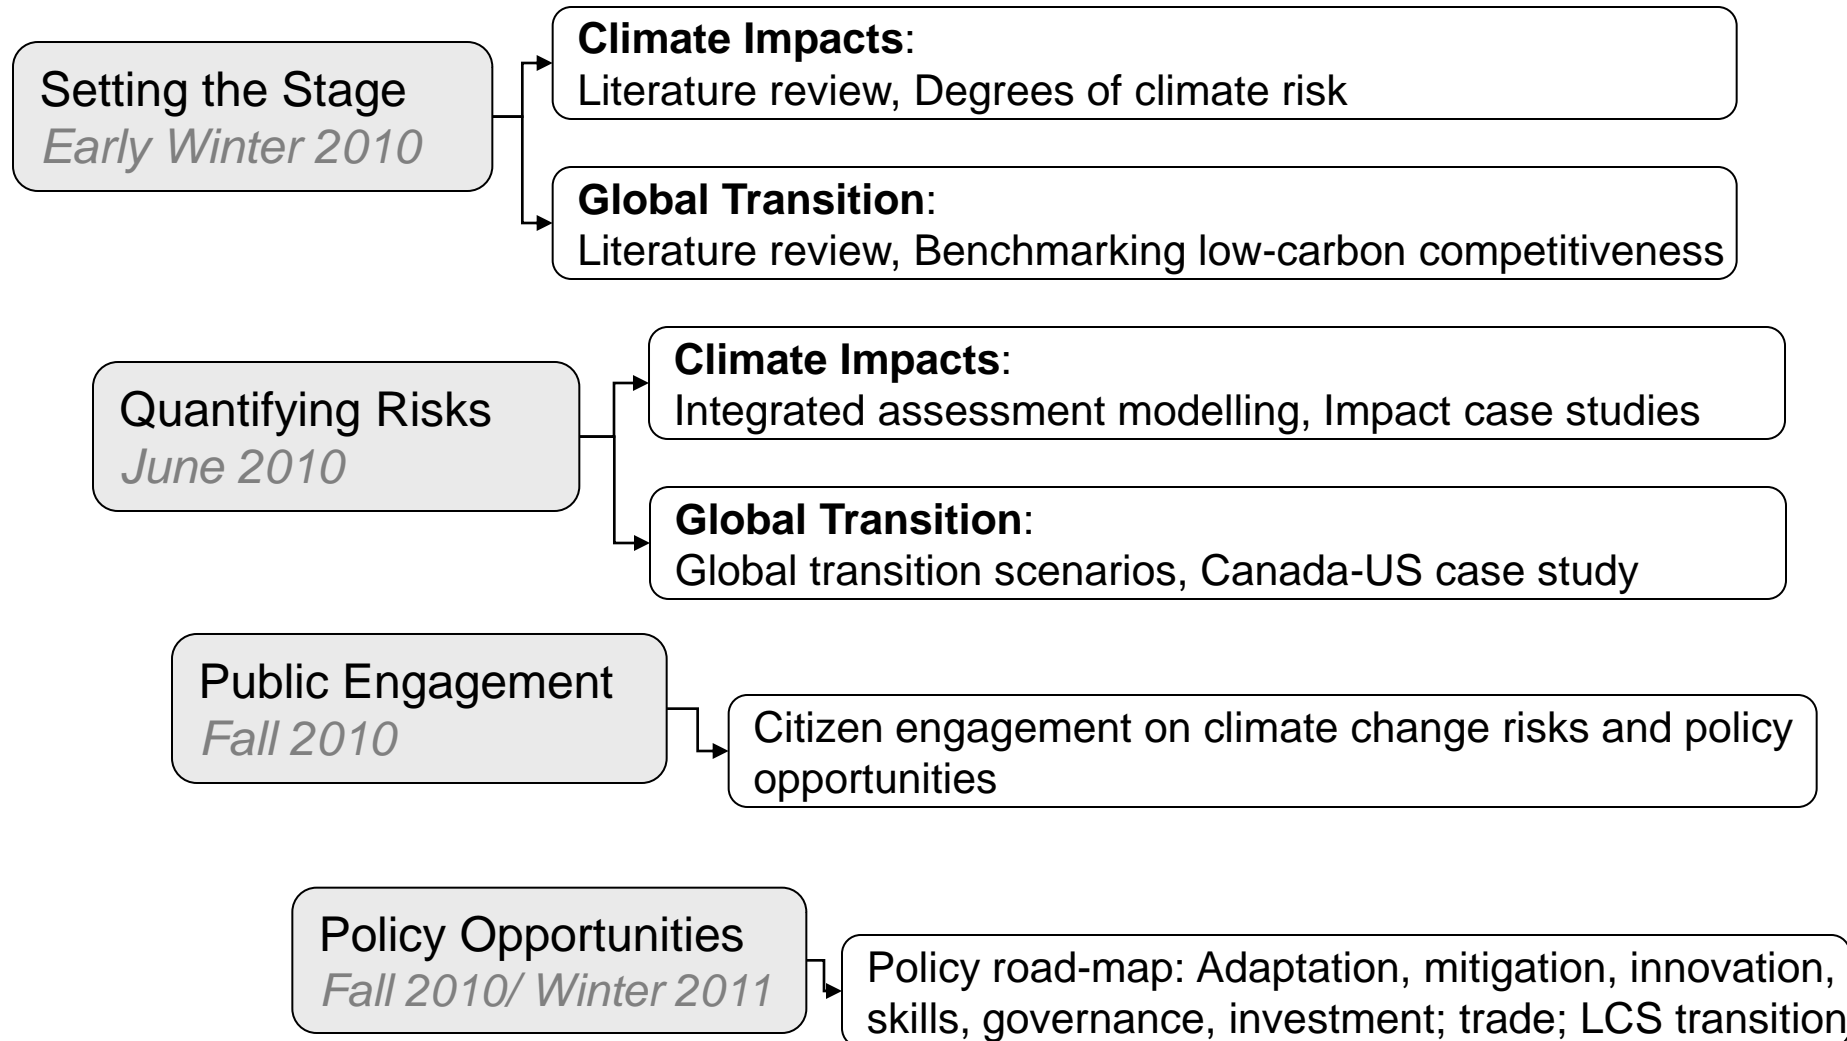 Setting the Stage
Early Winter 2010
Climate Impacts:
Literature review, Degrees of climate risk
Global Transition:
Literature review, Benchmarking low-carbon competitiveness
Quantifying Risks
June 2010
Climate Impacts:
Integrated assessment modelling, Impact case studies
Global Transition:
Global transition scenarios, Canada-US case study
Public Engagement
Fall 2010
Citizen engagement on climate change risks and policy
opportunities
Policy Opportunities
Fall 2010/ Winter 2011
Policy road-map: Adaptation, mitigation, innovation,
skills, governance, investment; trade; LCS transition